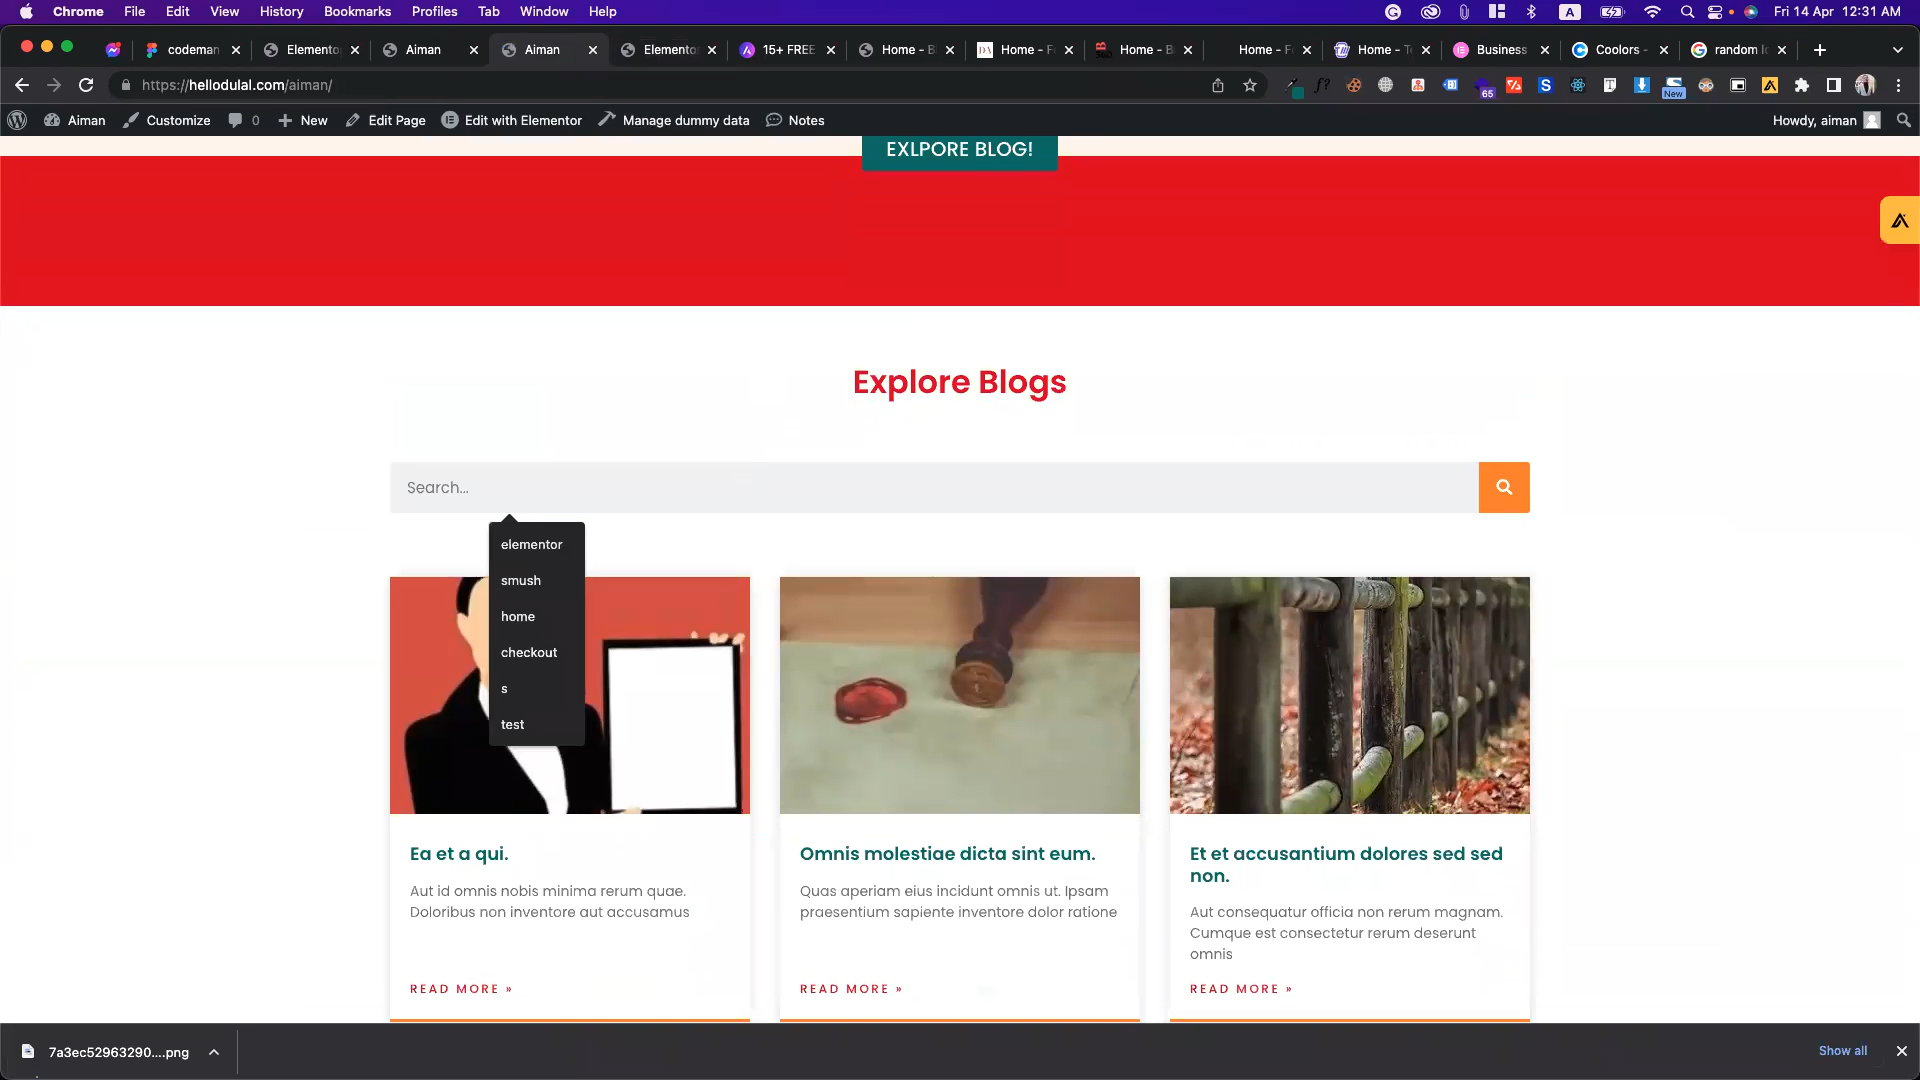 Chrome File Edit View History Bookmarks Profiles Tab Window Help A Fri 14 Apr 12:31 AM
codeman Elemento Aiman Aiman Elemento 15+ FREE Home - B Home - F Home - B Home - F Home - T Business Coolors - random l
https://hellodulal.com/aiman/ f? 65 S T New
Aiman Customize 0 New Edit Page Edit with Elementor Manage dummy data Notes Howdy, aiman
EXLPORE BLOG!
Explore Blogs
Search...
elementor
smush
home
checkout
s
test
Ea et a qui.
Aut id omnis nobis minima rerum quae.
Doloribus non inventore aut accusamus
READ MORE »
Omnis molestiae dicta sint eum.
Quas aperiam eius incidunt omnis ut. Ipsam
praesentium sapiente inventore dolor ratione
READ MORE »
Et et accusantium dolores sed sed
non.
Aut consequatur officia non rerum magnam.
Cumque est consectetur rerum deserunt
omnis
READ MORE »
7a3ec52963290....png Show all